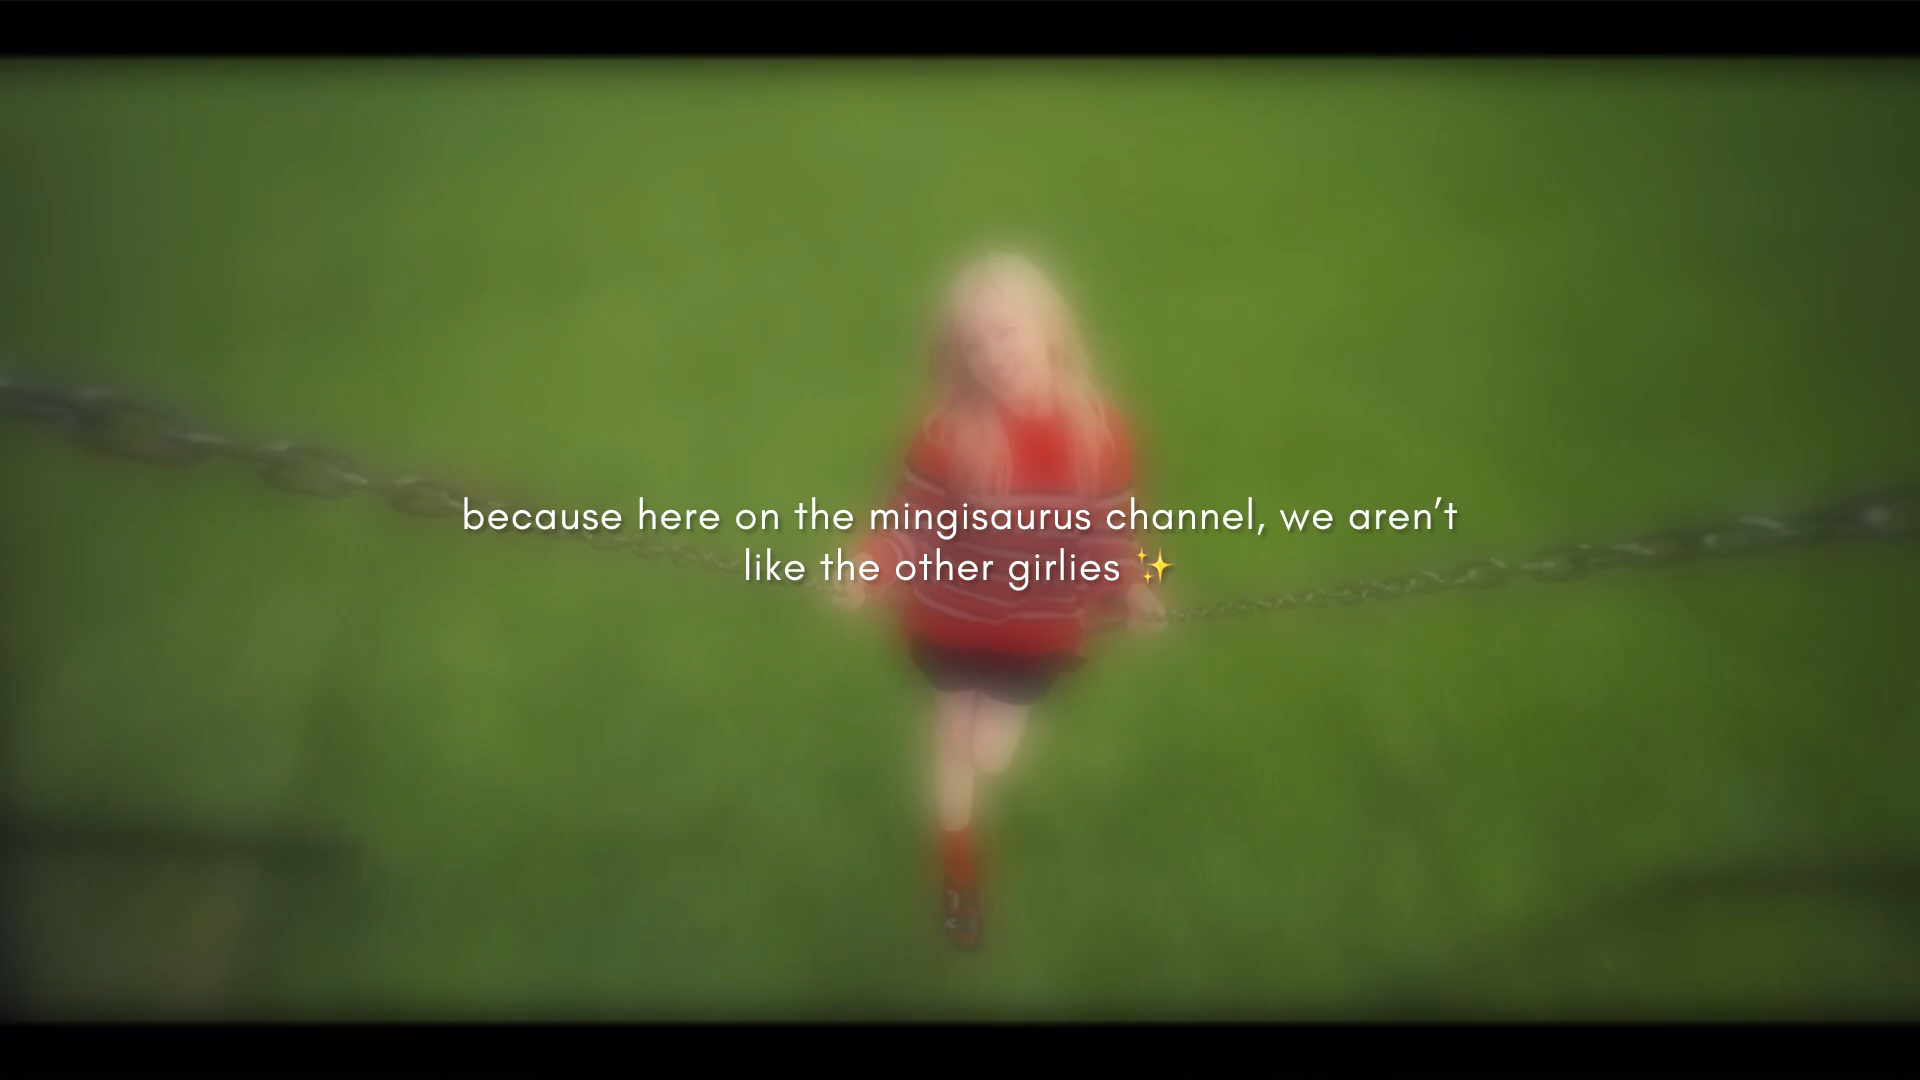 because here on the mingisaurus channel, we aren’t
like the other girlies ✨